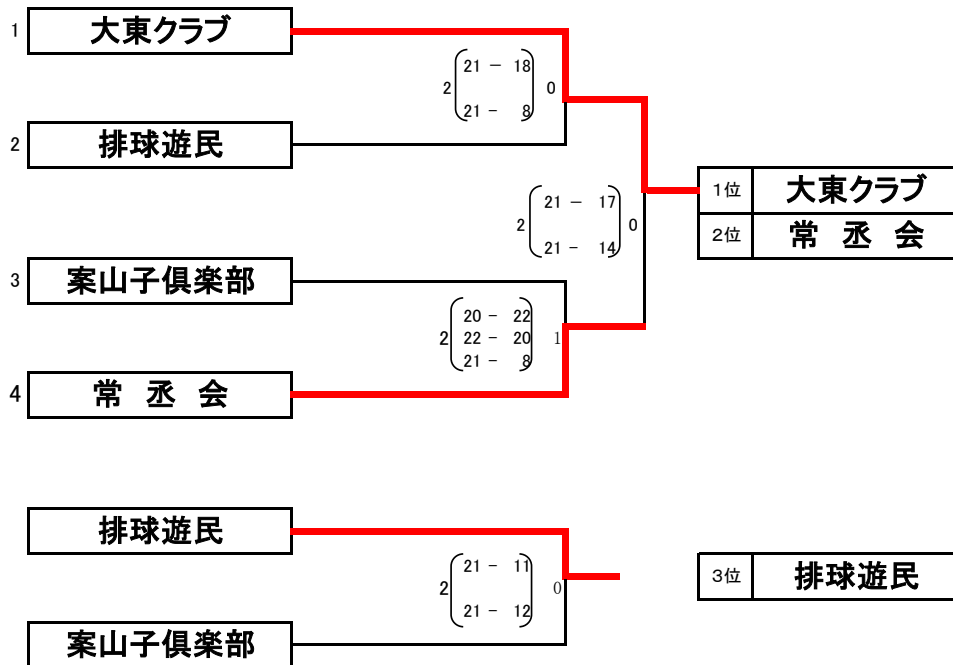 1 大東クラブ
2 21 － 18 0
21 － 8
2 排球遊民
1位 大東クラブ
2 21 － 17 0
21 － 14
2位 常 丞 会
3 案山子倶楽部
20 － 22
2 22 － 20 1
21 － 8
4 常 丞 会
排球遊民
21 － 11
2 0
21 － 12
3位 排球遊民
案山子倶楽部